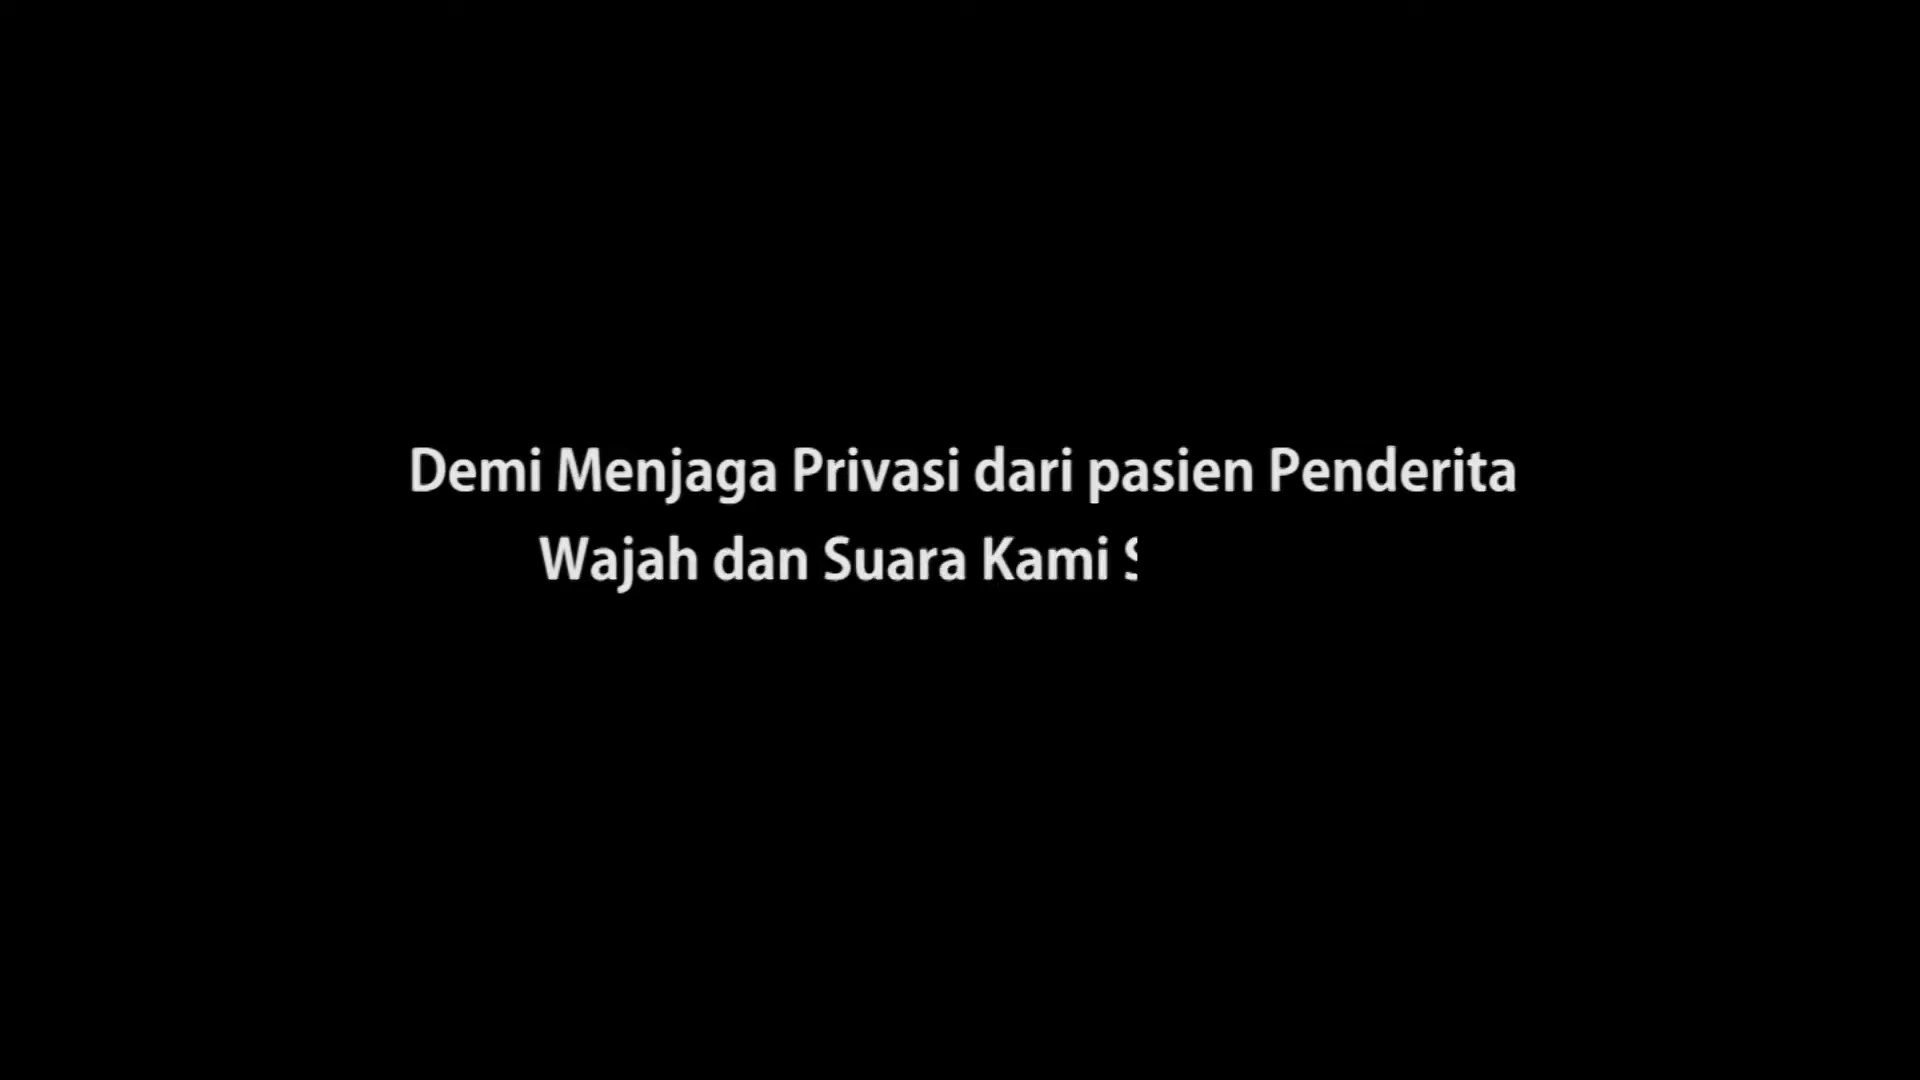 Demi Menjaga Privasi dari pasien Penderita
Wajah dan Suara Kami